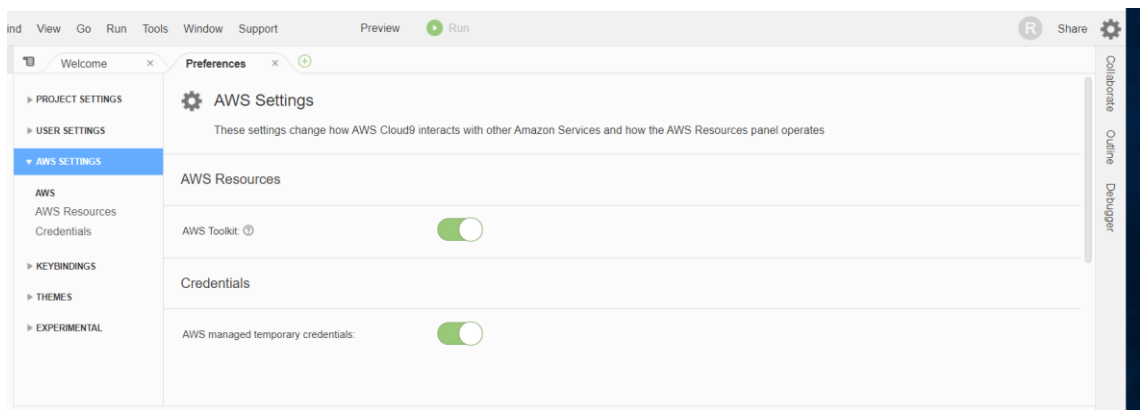 ind View Go Run Tools Window Support Preview Run R Share
Welcome × Preferences ×
PROJECT SETTINGS
USER SETTINGS
AWS SETTINGS
AWS
AWS Resources
Credentials
KEYBINDINGS
THEMES
EXPERIMENTAL
AWS Settings
These settings change how AWS Cloud9 interacts with other Amazon Services and how the AWS Resources panel operates
AWS Resources
AWS Toolkit: ?
Credentials
AWS managed temporary credentials:
Collaborate
Outline
Debugger